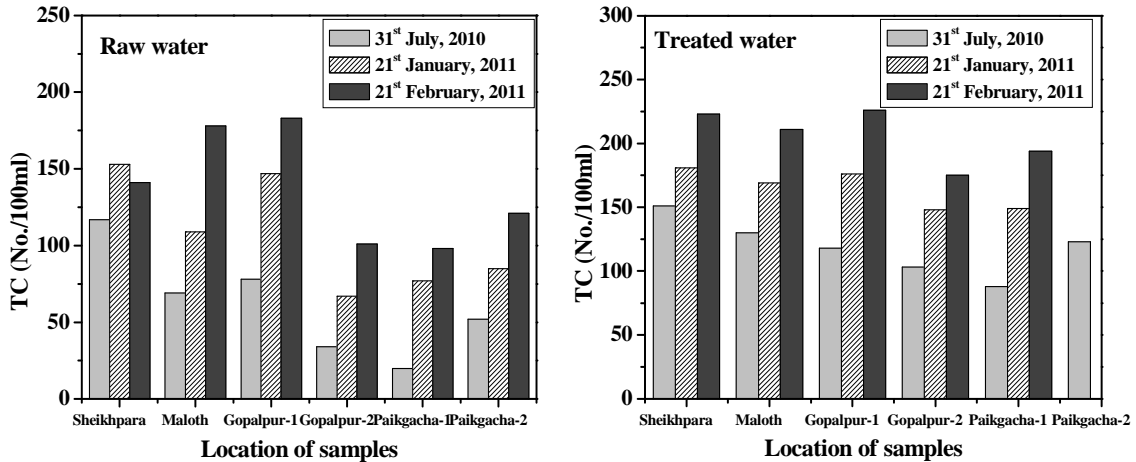 Raw water
31st July, 2010
21st January, 2011
21st February, 2011
250
200
150
100
50
0
TC (No./100ml)
Sheikhpara Maloth Gopalpur-1 Gopalpur-2 Paikgacha-1 Paikgacha-2
Location of samples
Treated water
31st July, 2010
21st January, 2011
21st February, 2011
300
250
200
150
100
50
0
TC (No./100ml)
Sheikhpara Maloth Gopalpur-1 Gopalpur-2 Paikgacha-1 Paikgacha-2
Location of samples